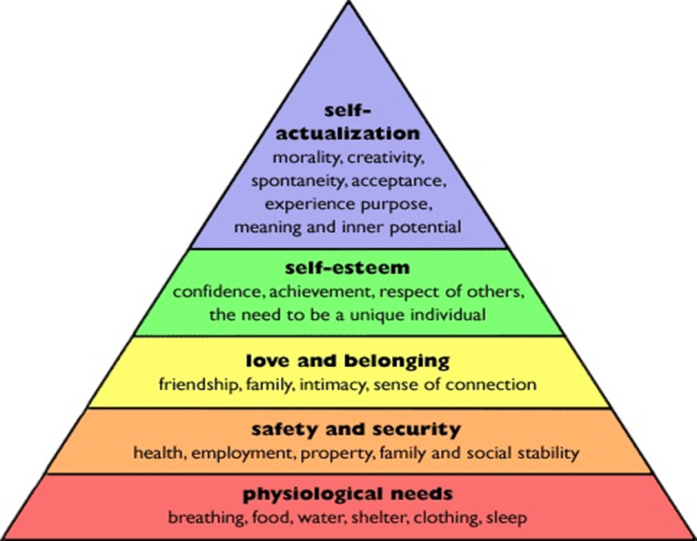 self-
actualization
morality, creativity,
spontaneity, acceptance,
experience purpose,
meaning and inner potential
self-esteem
confidence, achievement, respect of others,
the need to be a unique individual
love and belonging
friendship, family, intimacy, sense of connection
safety and security
health, employment, property, family and social stability
physiological needs
breathing, food, water, shelter, clothing, sleep